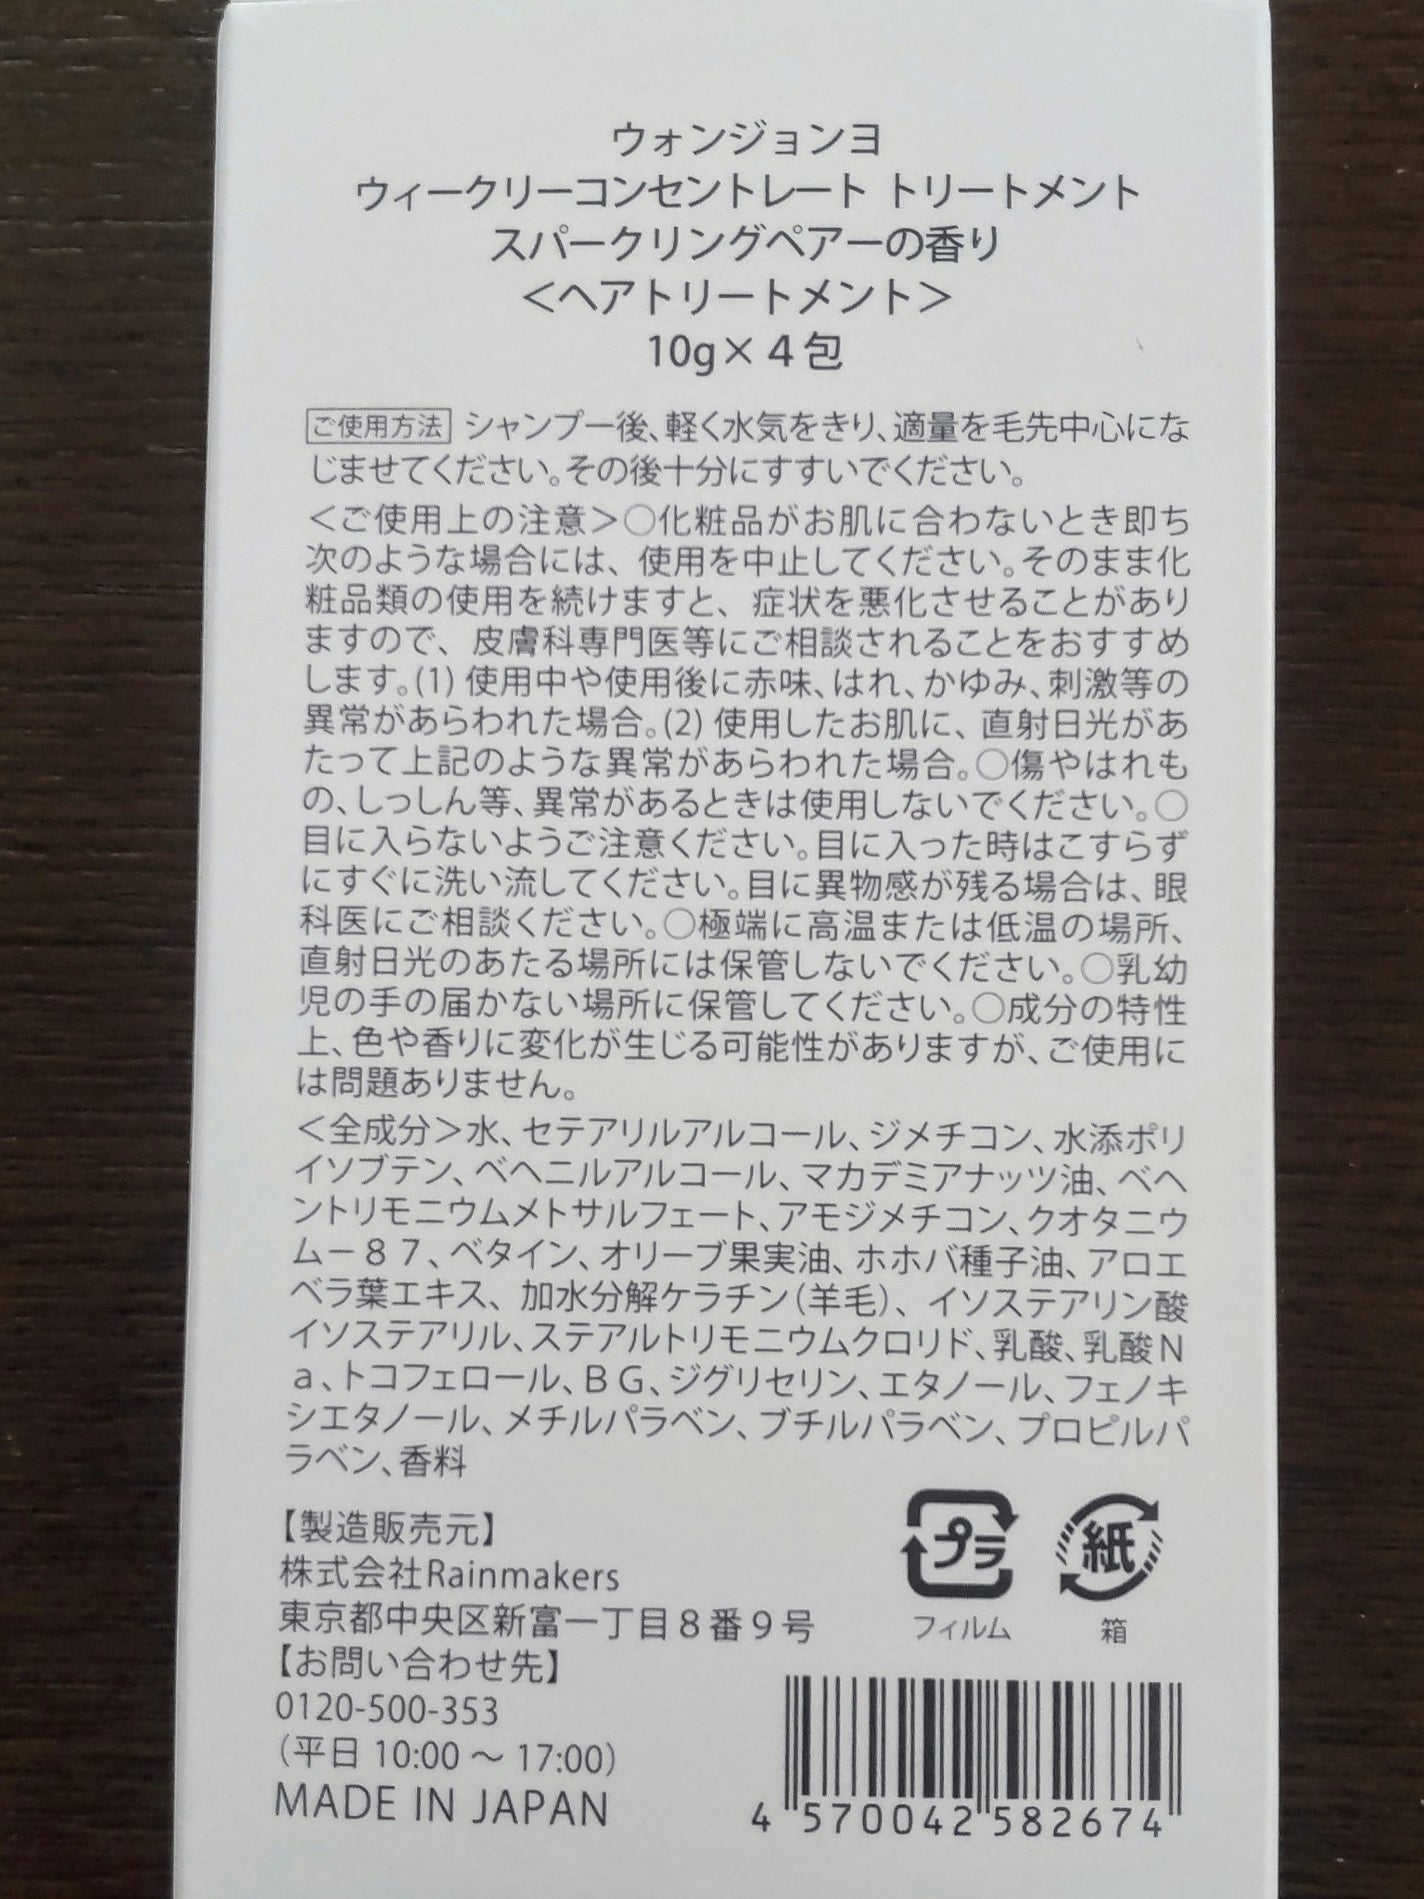 ウォンジョンヨ
ウィークリーコンセントレート トリートメント
スパークリングペアーの香り
＜ヘアトリートメント＞
10g×４包
ご使用方法 シャンプー後、軽く水気をきり、適量を毛先中心にな
じませてください。その後十分にすすいでください。
＜ご使用上の注意＞○化粧品がお肌に合わないとき即ち
次のような場合には、使用を中止してください。そのまま化
粧品類の使用を続けますと、症状を悪化させることがあり
ますので、皮膚科専門医等にご相談されることをおすすめ
します。(1) 使用中や使用後に赤味、はれ、かゆみ、刺激等の
異常があらわれた場合。(2) 使用したお肌に、直射日光があ
たって上記のような異常があらわれた場合。○傷やはれも
の、しっしん等、異常があるときは使用しないでください。○
目に入らないようご注意ください。目に入った時はこすらず
にすぐに洗い流してください。目に異物感が残る場合は、眼
科医にご相談ください。○極端に高温または低温の場所、
直射日光のあたる場所には保管しないでください。○乳幼
児の手の届かない場所に保管してください。○成分の特性
上、色や香りに変化が生じる可能性がありますが、ご使用に
は問題ありません。
＜全成分＞水、セテアリルアルコール、ジメチコン、水添ポリ
イソブテン、ベヘニルアルコール、マカデミアナッツ油、ベヘ
ントリモニウムメトサルフェート、アモジメチコン、クオタニウ
ムー８７、ベタイン、オリーブ果実油、ホホバ種子油、アロエ
ベラ葉エキス、加水分解ケラチン（羊毛）、イソステアリン酸
イソステアリル、ステアルトリモニウムクロリド、乳酸、乳酸Ｎ
ａ、トコフェロール、ＢＧ、ジグリセリン、エタノール、フェノキ
シエタノール、メチルパラベン、ブチルパラベン、プロピルパ
ラベン、香料
【製造販売元】
株式会社Rainmakers
東京都中央区新富一丁目８番９号
【お問い合わせ先】
0120-500-353
（平日 10:00 ～ 17:00）
MADE IN JAPAN
プラ
フィルム
紙
箱
4 570042 582674